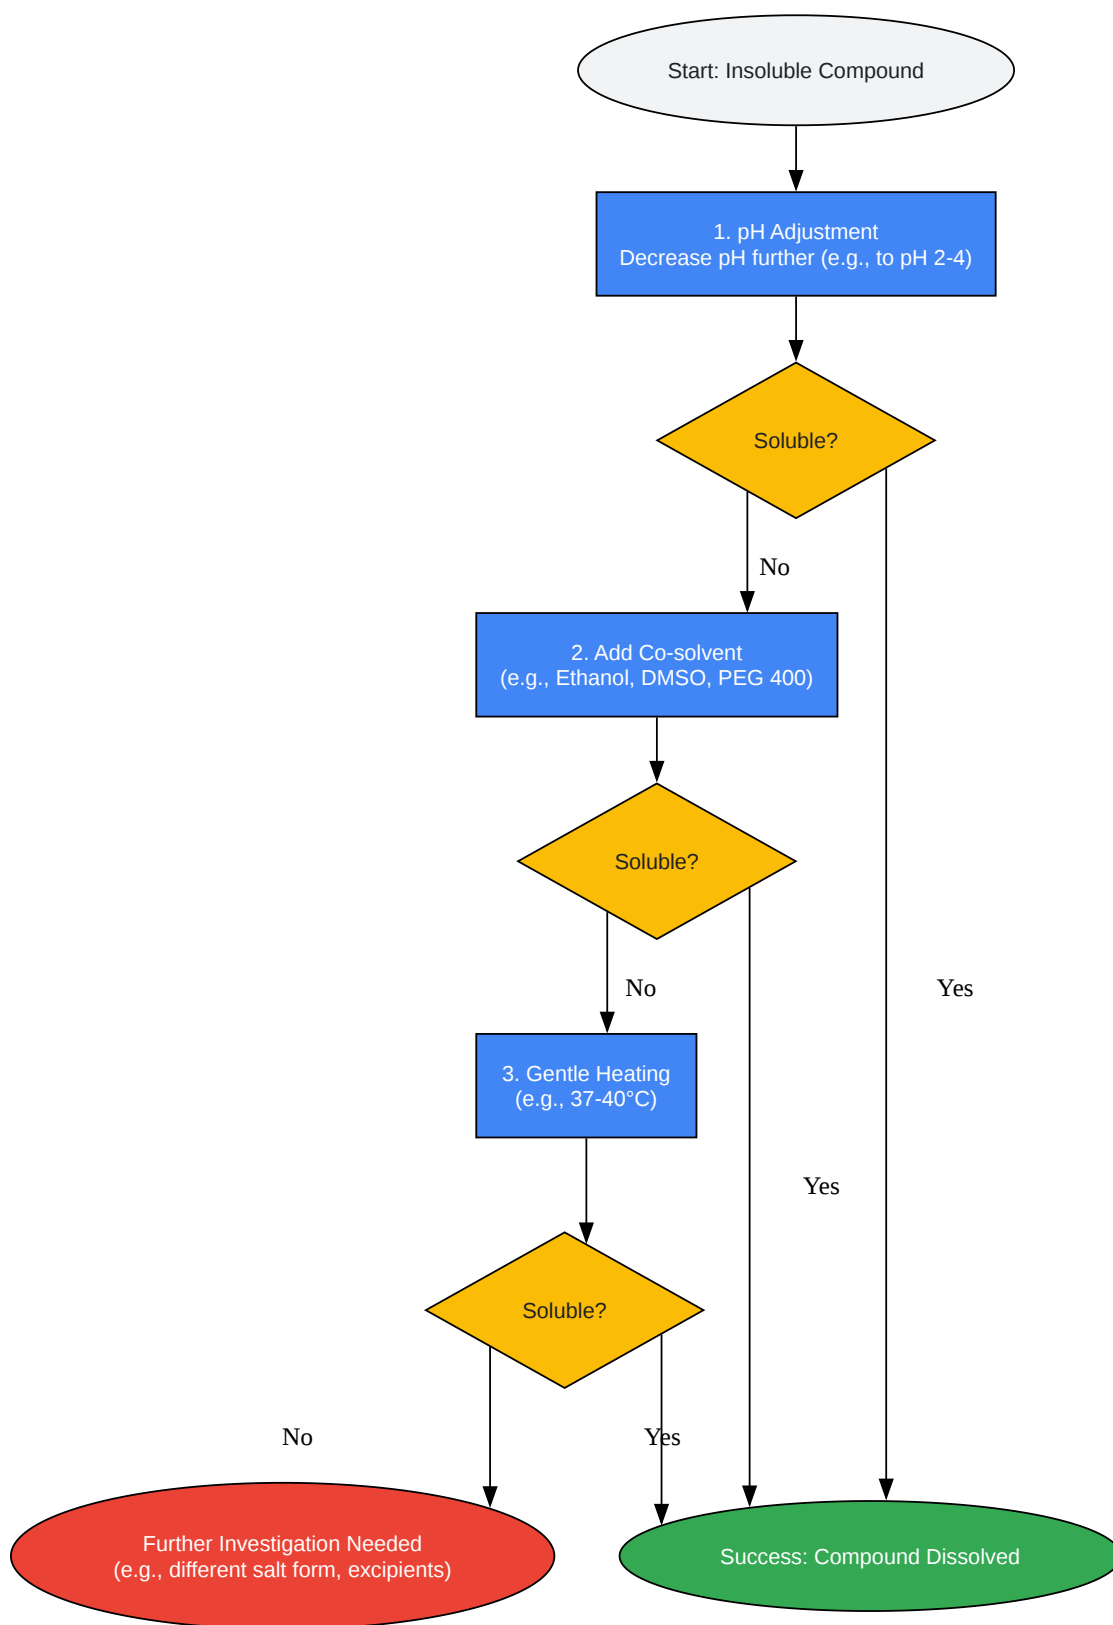 Start: Insoluble Compound
1. pH Adjustment
Decrease pH further (e.g., to pH 2-4)
Soluble?
No
2. Add Co-solvent
(e.g., Ethanol, DMSO, PEG 400)
Soluble?
No
Yes
3. Gentle Heating
(e.g., 37-40°C)
Yes
Soluble?
No
Yes
Further Investigation Needed
(e.g., different salt form, excipients)
Success: Compound Dissolved